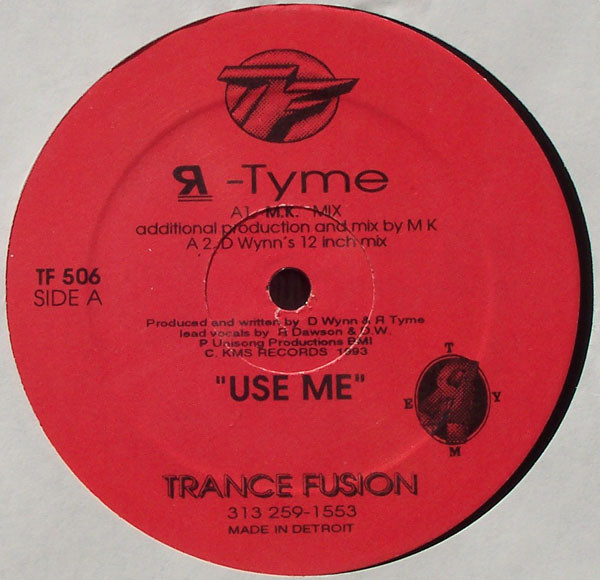 TF
Я -Tyme
A1. M.K. MIX
additional production and mix by M K
A 2. D Wynn's 12 inch mix
TF 506
SIDE A
Produced and written by D Wynn & R Tyme
lead vocals by R Dawson & D.W.
P Unisong Productions BMI
C. KMS RECORDS 1993
"USE ME"
T
E Y
M
TRANCE FUSION
313 259-1553
MADE IN DETROIT